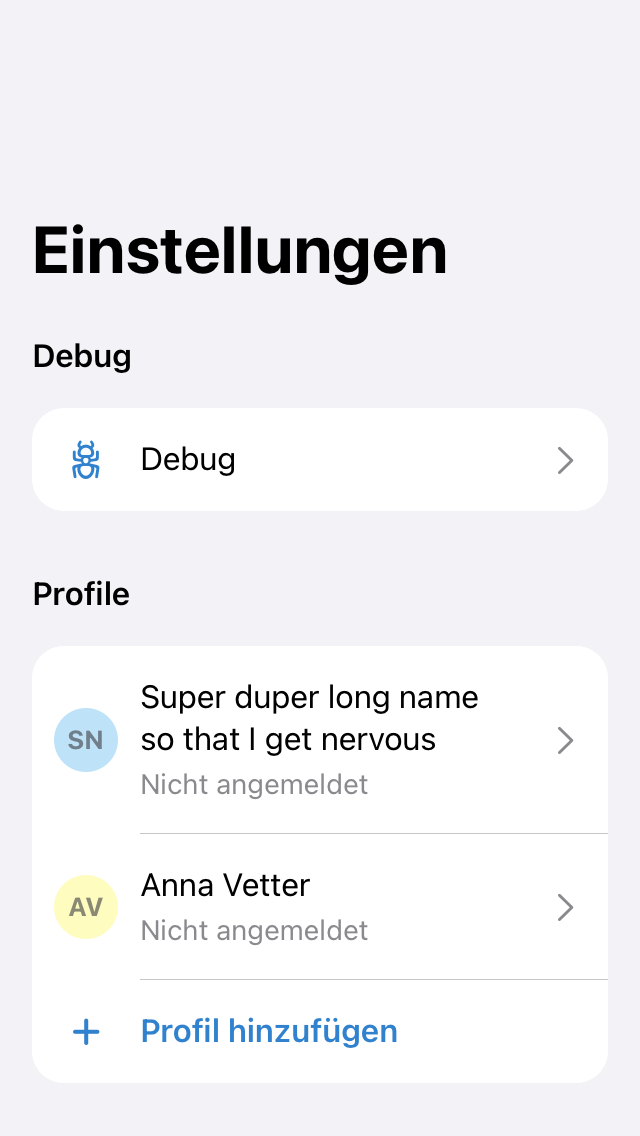 Einstellungen
Debug
Debug
Profile
SN
Super duper long name
so that I get nervous
Nicht angemeldet
AV
Anna Vetter
Nicht angemeldet
Profil hinzufügen